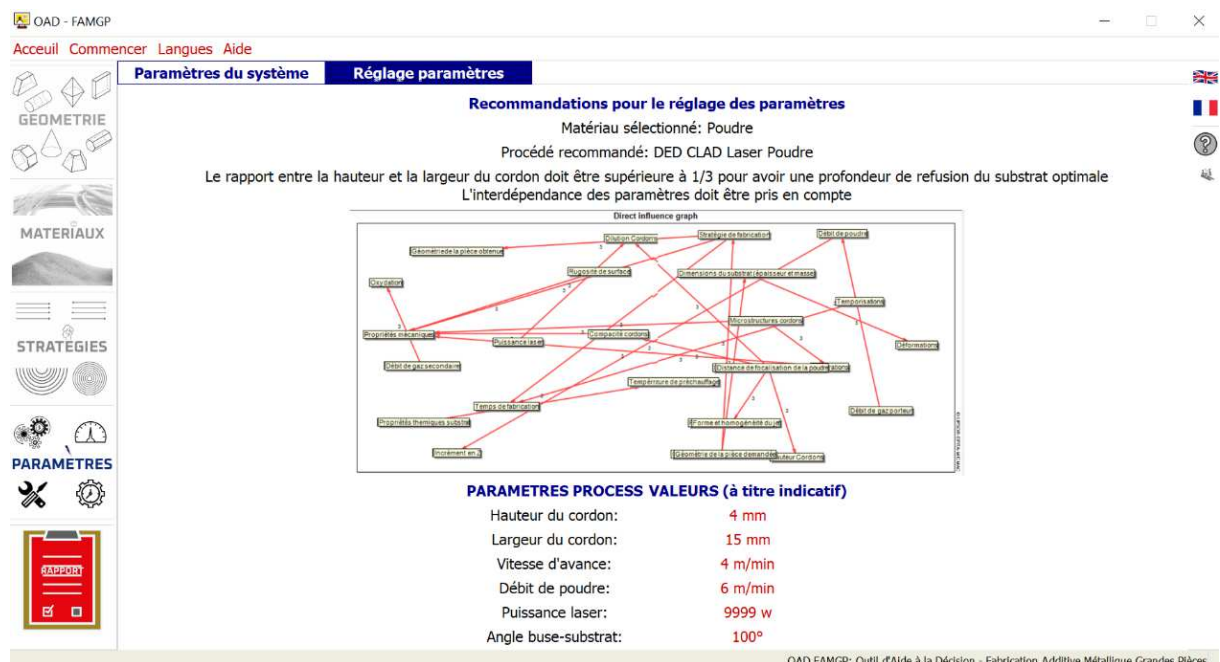 OAD - FAMGP
Acceuil Commencer Langues Aide
Paramètres du système Réglage paramètres
GEOMETRIE
MATERIAUX
STRATEGIES
PARAMÈTRES
RAPPORT
Recommandations pour le réglage des paramètres
Matériau sélectionné: Poudre
Procédé recommandé: DED CLAD Laser Poudre
Le rapport entre la hauteur et la largeur du cordon doit être supérieure à 1/3 pour avoir une profondeur de refusion du substrat optimale
L'interdépendance des paramètres doit être pris en compte
Direct influence graph
Dilution Cordons
Stratégie de fabrication
Débit de poudre
Géométrie de la pièce obtenue
Rugosité de surface
Dimensions du substrat (épaisseur et masse)
Oxydation
Temporisations
Microstructures cordons
Propriétés mécaniques
Compacité cordons
Puissance laser
Déformations
Débit de gaz secondaire
Distance de focalisation de la poudre
Température de préchauffage
Temps de fabrication
Débit de gaz porteur
Propriétés thermiques substrat
Forme et homogénéité du jet
Incrément en Z
Géométrie de la pièce demandée
Hauteur Cordons
PARAMETRES PROCESS VALEURS (à titre indicatif)
Hauteur du cordon: 4 mm
Largeur du cordon: 15 mm
Vitesse d'avance: 4 m/min
Débit de poudre: 6 m/min
Puissance laser: 9999 w
Angle buse-substrat: 100°
OAD FAMGP: Outil d'Aide à la Décision - Fabrication Additive Métallique Grandes Pièces